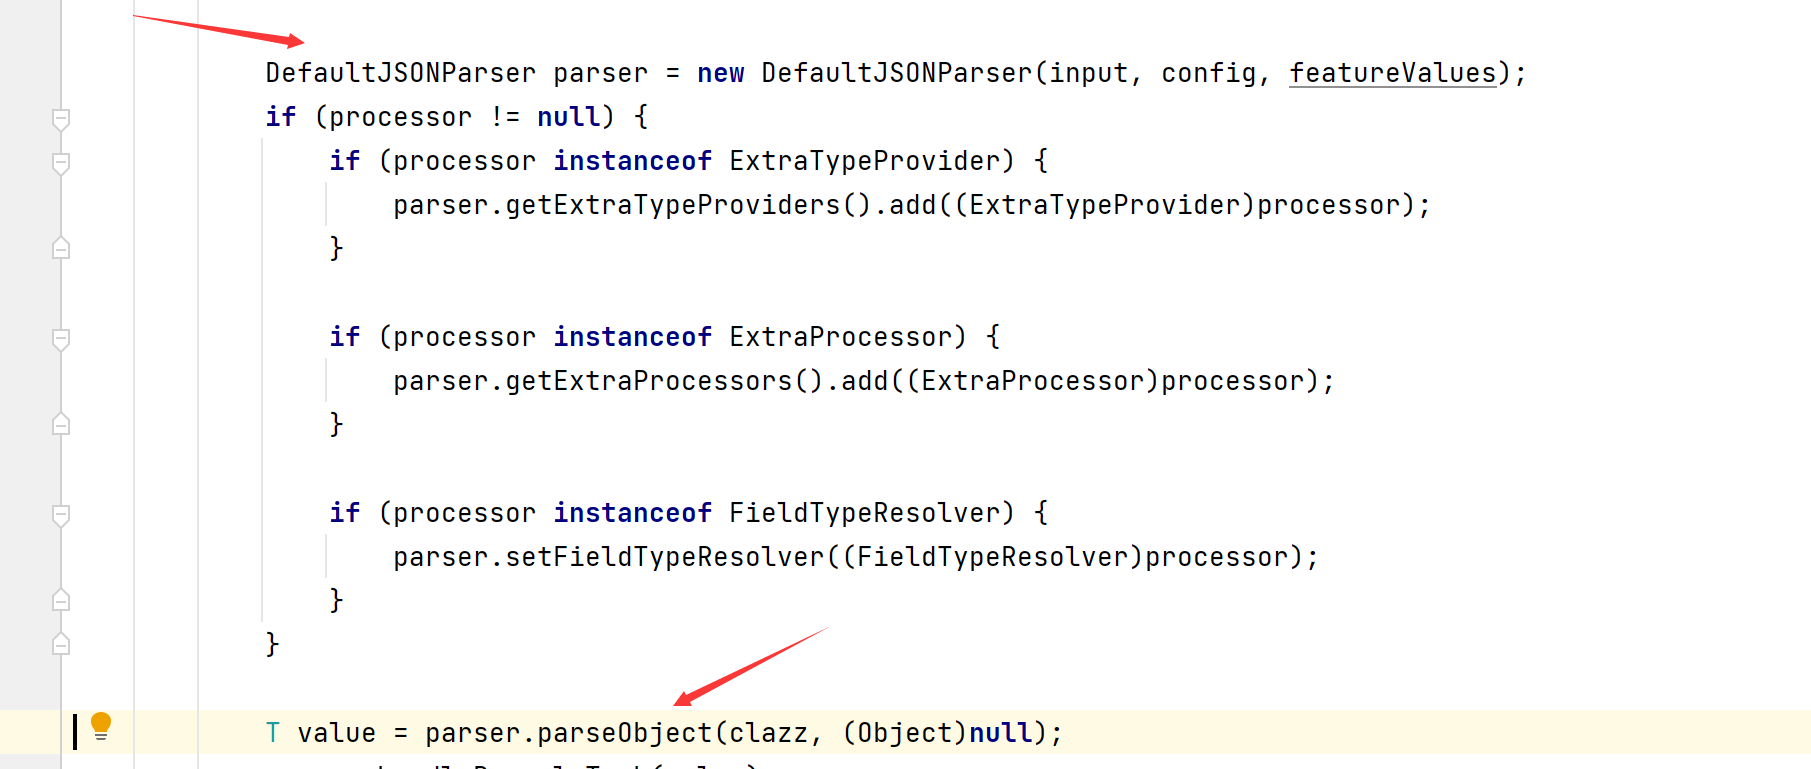 DefaultJSONParser parser = new DefaultJSONParser(input, config, featureValues);
if (processor != null) {
if (processor instanceof ExtraTypeProvider) {
parser.getExtraTypeProviders().add((ExtraTypeProvider)processor);
}
if (processor instanceof ExtraProcessor) {
parser.getExtraProcessors().add((ExtraProcessor)processor);
}
if (processor instanceof FieldTypeResolver) {
parser.setFieldTypeResolver((FieldTypeResolver)processor);
}
}
T value = parser.parseObject(clazz, (Object)null);